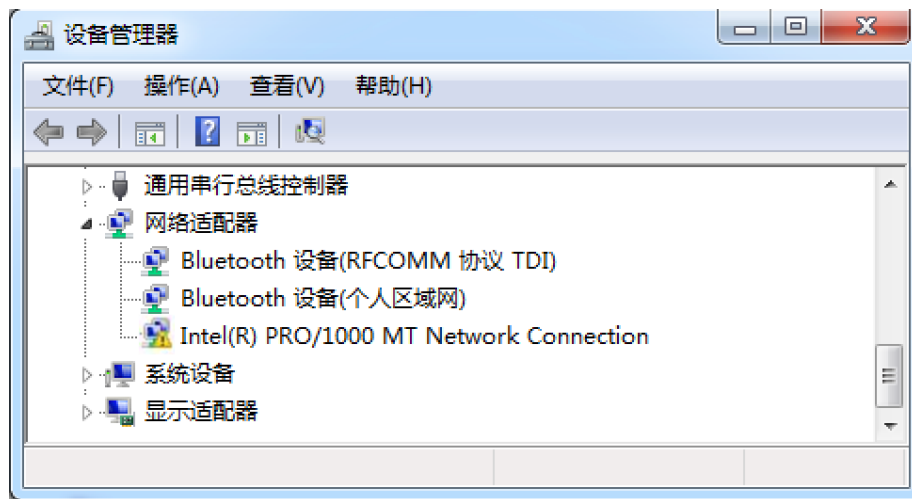 设备管理器
文件(F) 操作(A) 查看(V) 帮助(H)
通用串行总线控制器
网络适配器
Bluetooth 设备(RFCOMM 协议 TDI)
Bluetooth 设备(个人区域网)
Intel(R) PRO/1000 MT Network Connection
系统设备
显示适配器